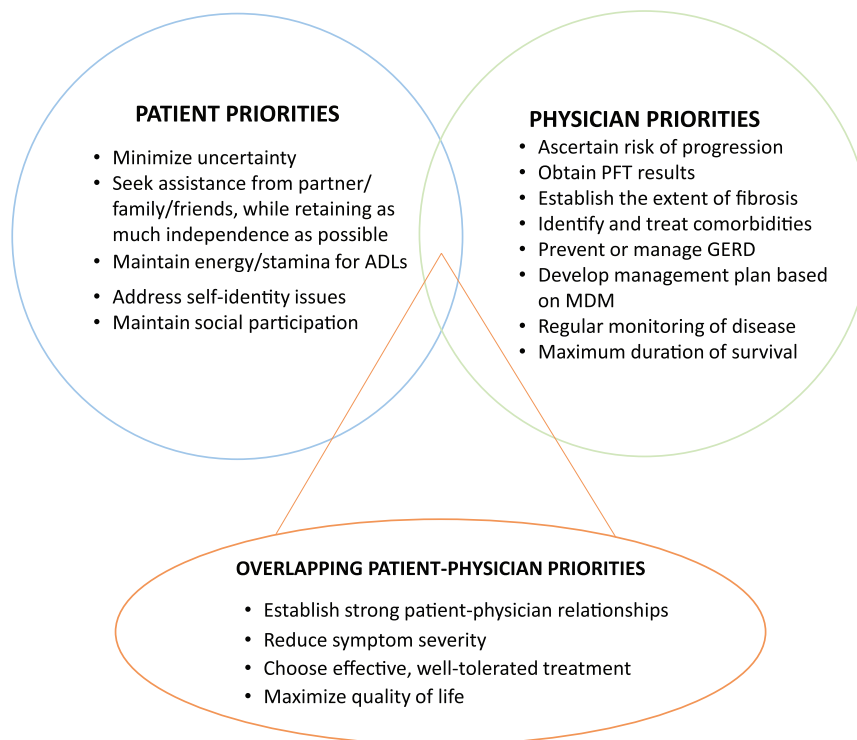 PATIENT PRIORITIES
• Minimize uncertainty
• Seek assistance from partner/
family/friends, while retaining as
much independence as possible
• Maintain energy/stamina for ADLs
• Address self-identity issues
• Maintain social participation
PHYSICIAN PRIORITIES
• Ascertain risk of progression
• Obtain PFT results
• Establish the extent of fibrosis
• Identify and treat comorbidities
• Prevent or manage GERD
• Develop management plan based
on MDM
• Regular monitoring of disease
• Maximum duration of survival
OVERLAPPING PATIENT-PHYSICIAN PRIORITIES
• Establish strong patient-physician relationships
• Reduce symptom severity
• Choose effective, well-tolerated treatment
• Maximize quality of life